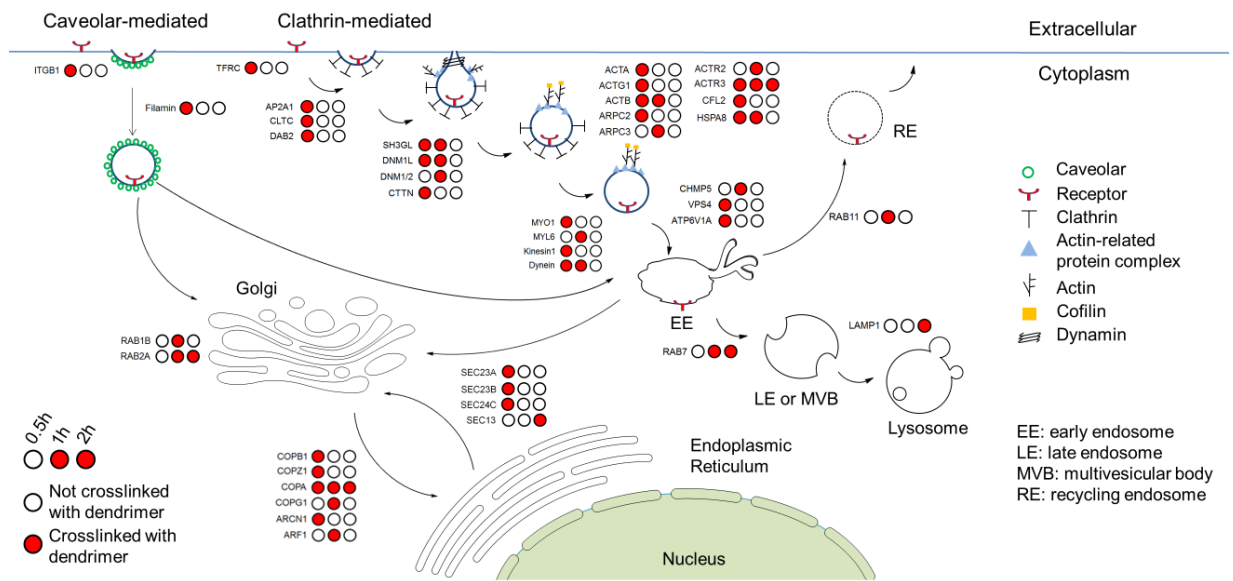 Caveolar-mediated
Clathrin-mediated
Extracellular
Cytoplasm
ITGB1
TFRC
Filamin
AP2A1
CLTC
DAB2
SH3GL
DNM1L
DNM1/2
CTTN
ACTA
ACTG1
ACTB
ARPC2
ARPC3
ACTR2
ACTR3
CFL2
HSPA8
RE
MYO1
MYL6
Kinesin1
Dynein
CHMP5
VPS4
ATP6V1A
RAB11
EE
RAB7
LE or MVB
LAMP1
Lysosome
Golgi
RAB1B
RAB2A
SEC23A
SEC23B
SEC24C
SEC13
COPB1
COPZ1
COPA
COPG1
ARCN1
ARF1
Endoplasmic
Reticulum
Nucleus
0.5h
1h
2h
Not crosslinked
with dendrimer
Crosslinked with
dendrimer
Caveolar
Receptor
Clathrin
Actin-related
protein complex
Actin
Cofilin
Dynamin
EE: early endosome
LE: late endosome
MVB: multivesicular body
RE: recycling endosome